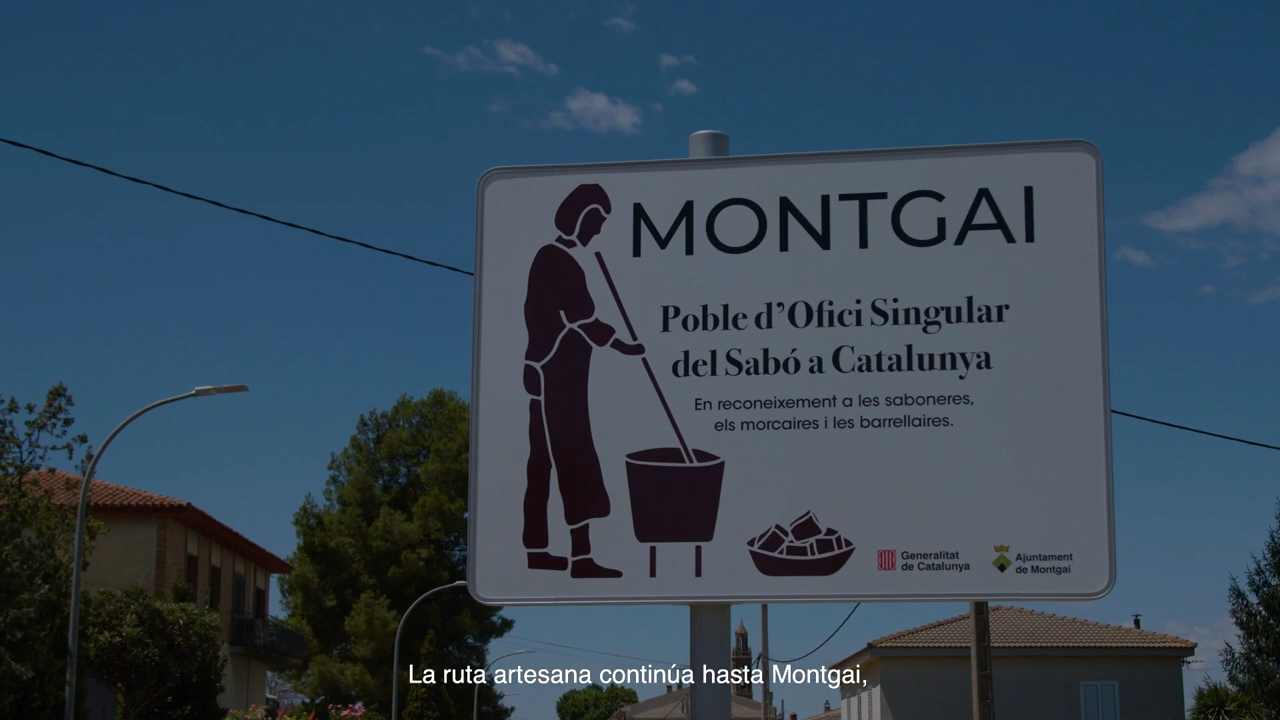 MONTGAI
Poble d'Ofici Singular
del Sabó a Catalunya
En reconeixement a les saboneres,
els morcaires i les barrellaires.
Generalitat
de Catalunya
Ajuntament
de Montgai
La ruta artesana continúa hasta Montgai,